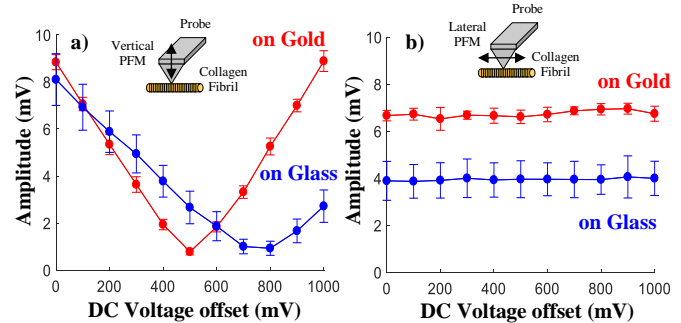 a)
Probe
Vertical
PFM
Collagen
Fibril
on Gold
on Glass
10
8
6
4
2
0
Amplitude (mV)
0
200
400
600
800
1000
DC Voltage offset (mV)
b)
Probe
Lateral
PFM
Collagen
Fibril
on Gold
on Glass
10
8
6
4
2
0
Amplitude (mV)
0
200
400
600
800
1000
DC Voltage offset (mV)